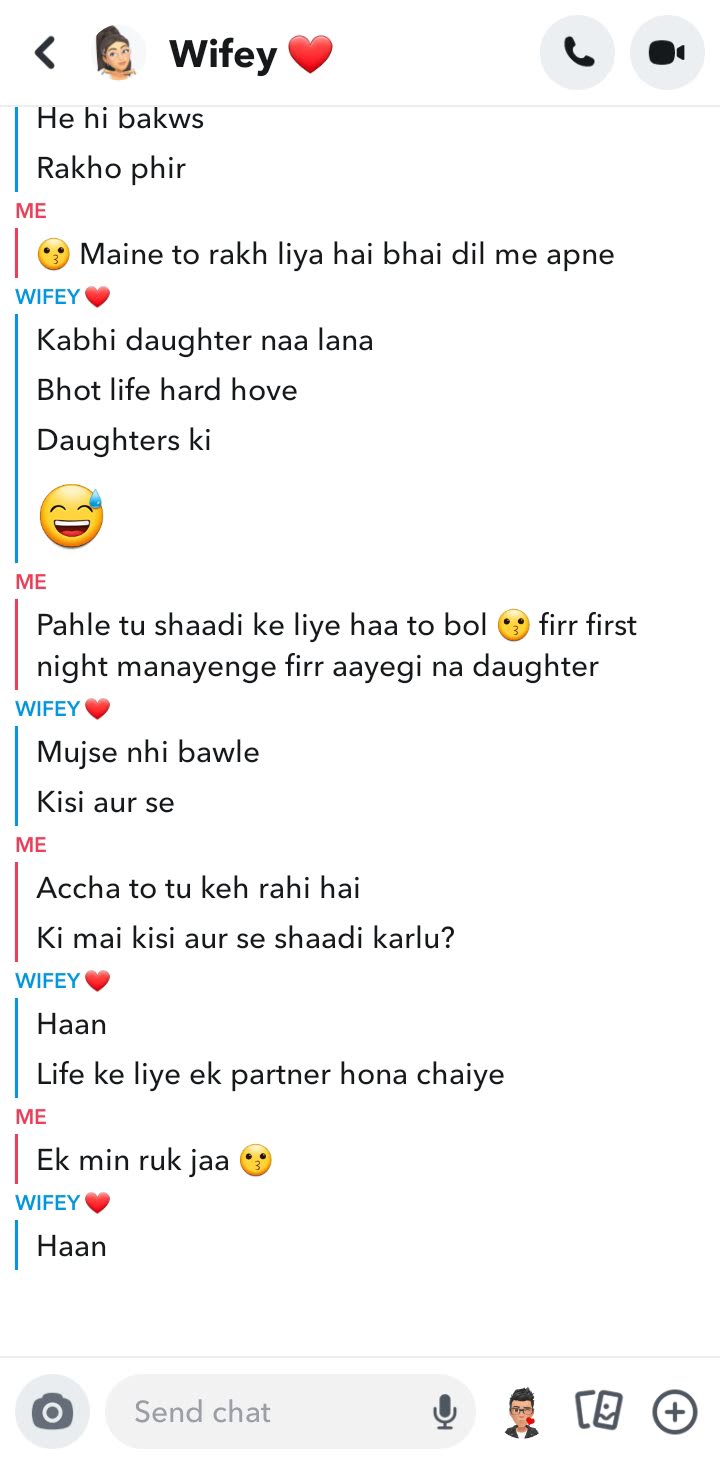 Wifey ❤️
He hi bakws
Rakho phir
ME
😗 Maine to rakh liya hai bhai dil me apne
WIFEY❤️
Kabhi daughter naa lana
Bhot life hard hove
Daughters ki
😅
ME
Pahle tu shaadi ke liye haa to bol 😗 firr first
night manayenge firr aayegi na daughter
WIFEY❤️
Mujse nhi bawle
Kisi aur se
ME
Accha to tu keh rahi hai
Ki mai kisi aur se shaadi karlu?
WIFEY❤️
Haan
Life ke liye ek partner hona chaiye
ME
Ek min ruk jaa 😗
WIFEY❤️
Haan
Send chat